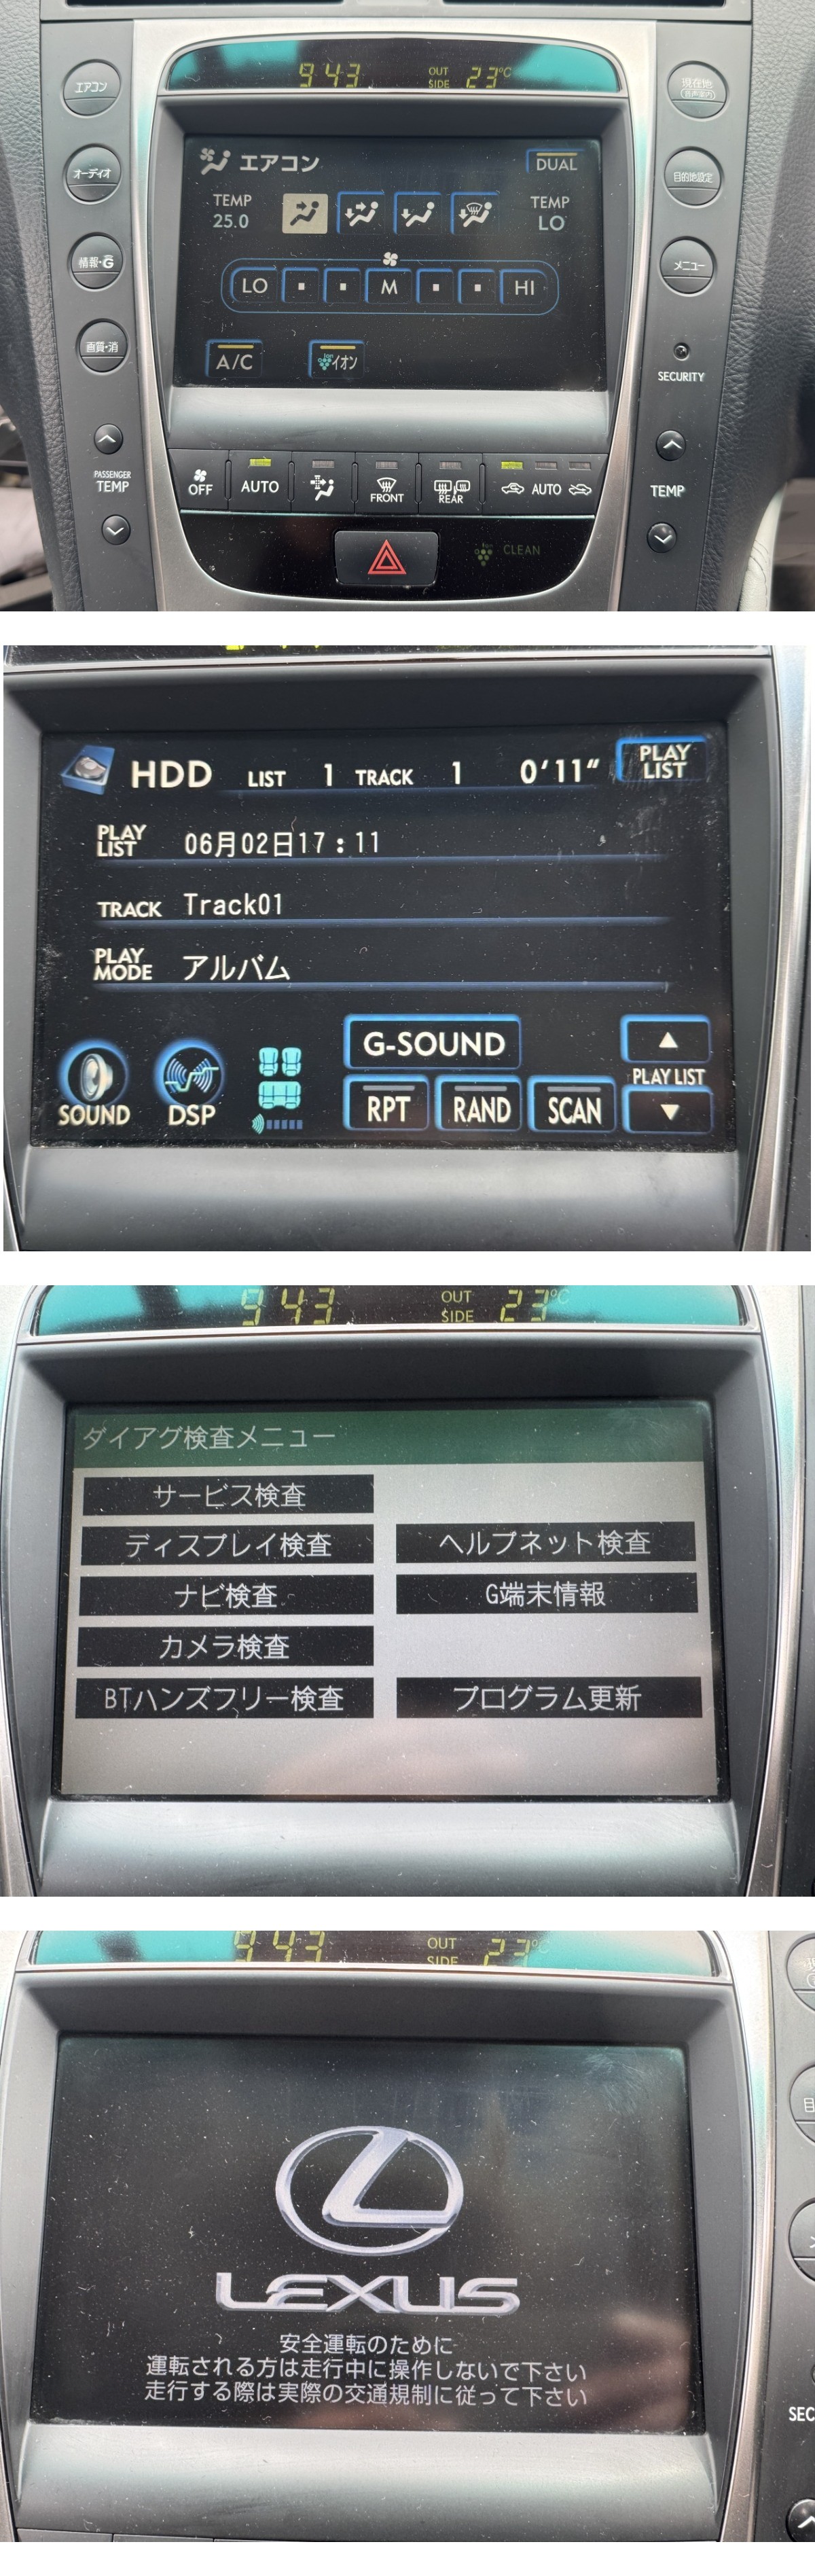 9 43 OUT SIDE 23°C
エアコン
現在地
オーディオ
目的地設定
情報・G
メニュー
画質・消
SECURITY
PASSENGER
TEMP
TEMP
エアコン DUAL
TEMP
25.0
TEMP
LO
LO M HI
A/C イオン
OFF AUTO FRONT REAR AUTO
CLEAN
HDD LIST 1 TRACK 1 0'11" PLAY LIST
PLAY LIST 06月02日17:11
TRACK Track01
PLAY MODE アルバム
G-SOUND
SOUND DSP RPT RAND SCAN PLAY LIST
9 43 OUT SIDE 23°C
ダイアグ検査メニュー
サービス検査
ディスプレイ検査 ヘルプネット検査
ナビ検査 G端末情報
カメラ検査
BTハンズフリー検査 プログラム更新
9 43 OUT SIDE 23°C
LEXUS
安全運転のために
運転される方は走行中に操作しないで下さい
走行する際は実際の交通規制に従って下さい
SEC